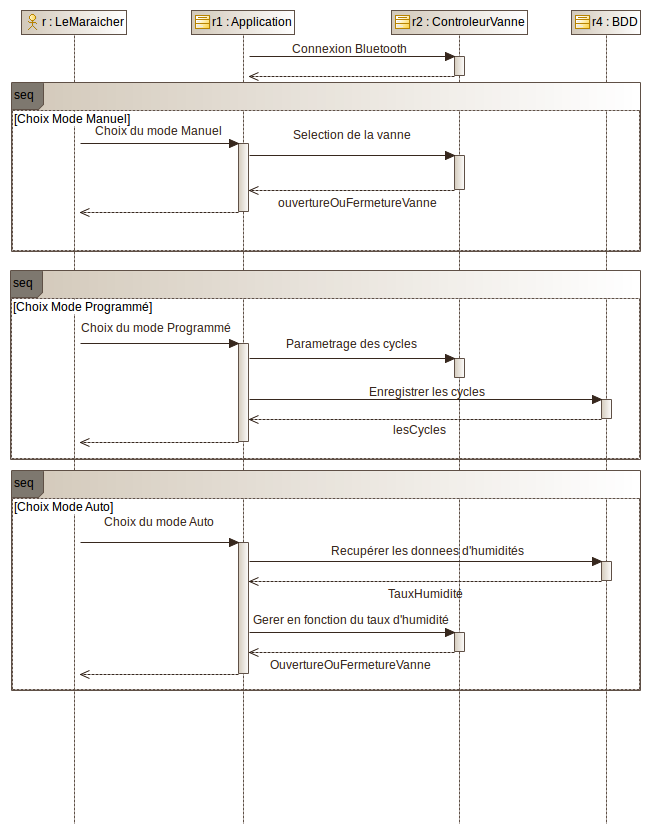 r : LeMaraicher
r1 : Application
r2 : ControleurVanne
r4 : BDD
Connexion Bluetooth
seq
[Choix Mode Manuel]
Choix du mode Manuel
Selection de la vanne
ouvertureOuFermetureVanne
seq
[Choix Mode Programmé]
Choix du mode Programmé
Parametrage des cycles
Enregistrer les cycles
lesCycles
seq
[Choix Mode Auto]
Choix du mode Auto
Recupérer les donnees d'humidités
TauxHumidité
Gerer en fonction du taux d'humidité
OuvertureOuFermetureVanne